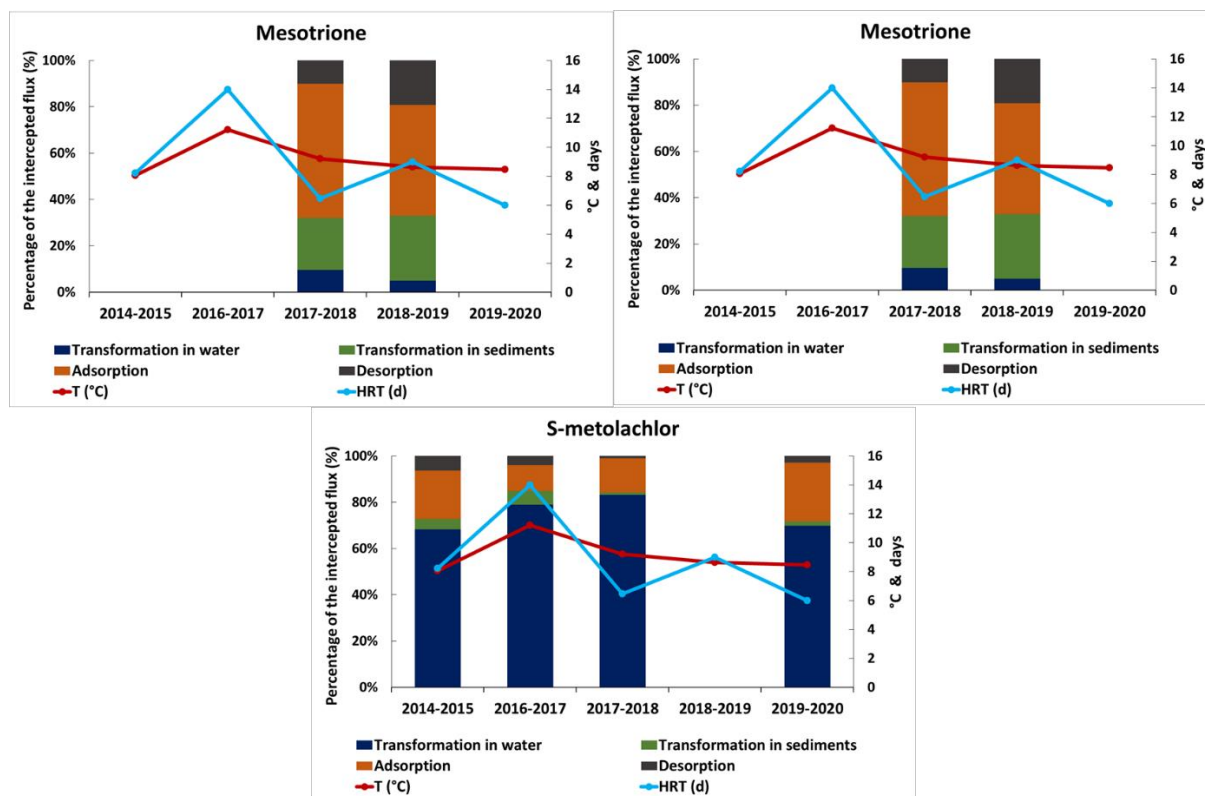 Mesotrione
Percentage of the intercepted flux (%)
100%
80%
60%
40%
20%
0%
16
14
12
10
8
6
4
2
0
°C & days
2014-2015 2016-2017 2017-2018 2018-2019 2019-2020
Transformation in water Transformation in sediments
Adsorption Desorption
T (°C) HRT (d)
Mesotrione
Percentage of the intercepted flux (%)
100%
80%
60%
40%
20%
0%
16
14
12
10
8
6
4
2
0
°C & days
2014-2015 2016-2017 2017-2018 2018-2019 2019-2020
Transformation in water Transformation in sediments
Adsorption Desorption
T (°C) HRT (d)
S-metolachlor
Percentage of the intercepted flux (%)
100%
80%
60%
40%
20%
0%
16
14
12
10
8
6
4
2
0
°C & days
2014-2015 2016-2017 2017-2018 2018-2019 2019-2020
Transformation in water Transformation in sediments
Adsorption Desorption
T (°C) HRT (d)